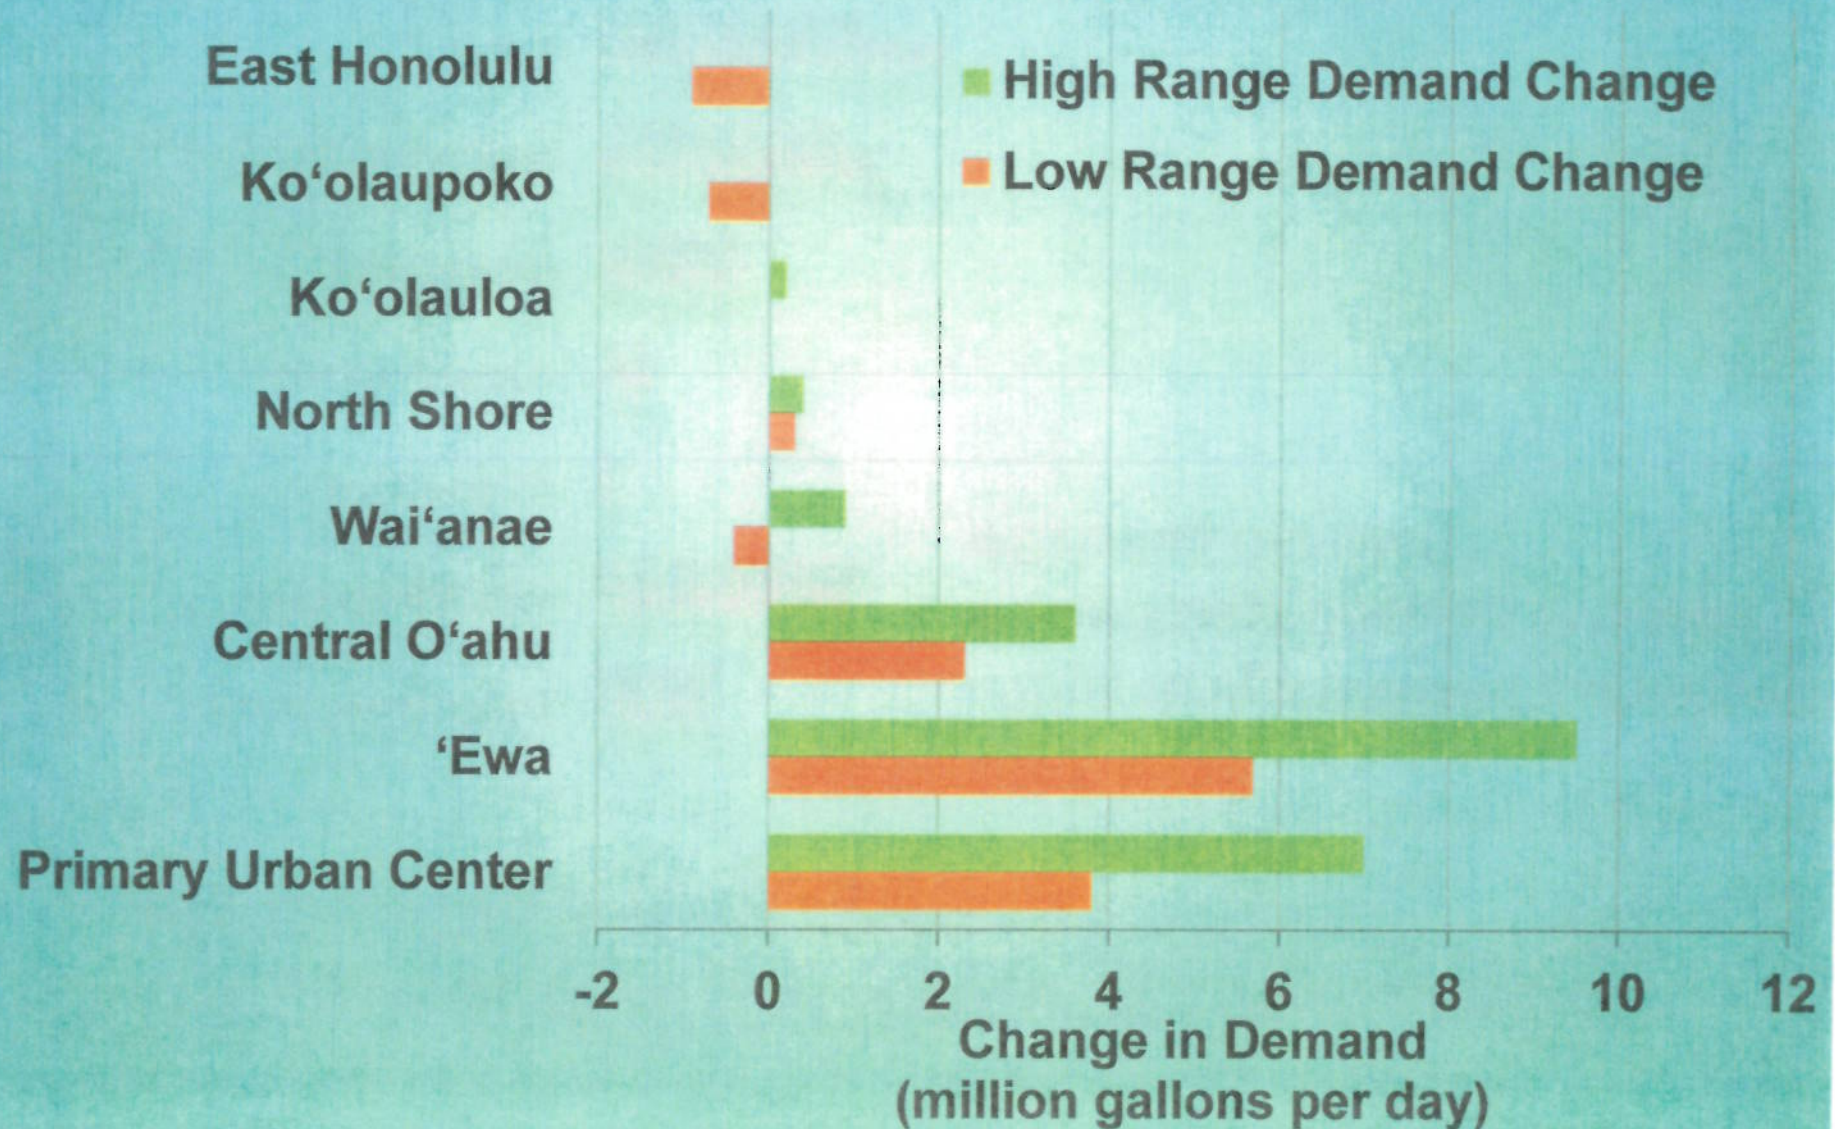 East Honolulu
Ko‘olaupoko
Ko‘olauloa
North Shore
Wai‘anae
Central O‘ahu
‘Ewa
Primary Urban Center
High Range Demand Change
Low Range Demand Change
-2 0 2 4 6 8 10 12
Change in Demand
(million gallons per day)